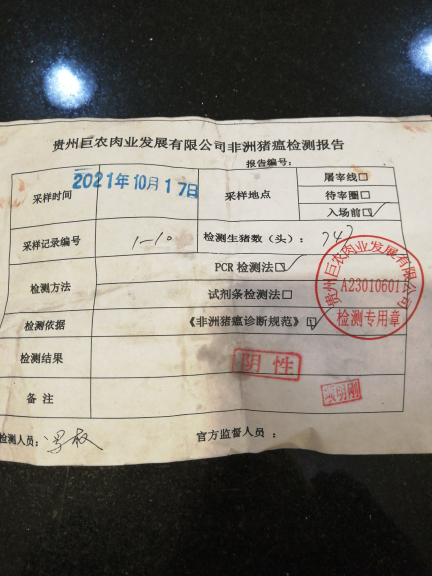 贵州巨农肉业发展有限公司非洲猪瘟检测报告
报告编号：
采样时间
2021年10月17日
采样地点
屠宰线□
待宰圈□
入场前☑
采样记录编号
1-10
检测生猪数（头）：
检测方法
PCR检测法☑
试剂条检测法□
检测依据
《非洲猪瘟诊断规范》☑
检测结果
阴性
备注
贵州巨农肉业发展有限公司
A23010601
检测专用章
检测人员：
官方监督人员：